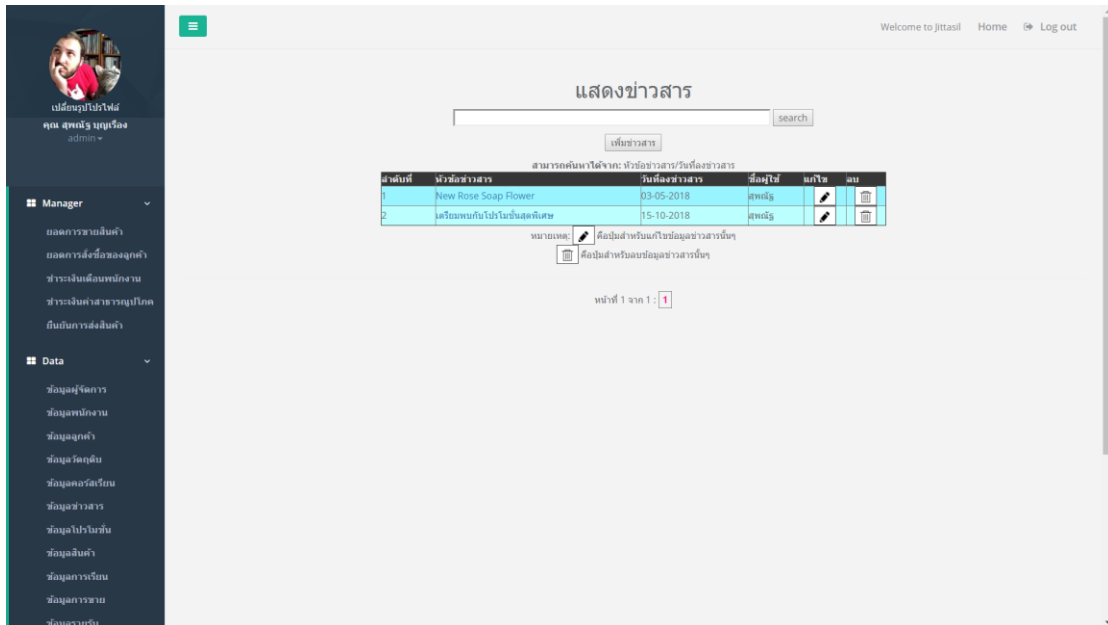 Welcome to Jittasil Home Log out
เปลี่ยนรูปโปรไฟล์
คุณ สุพณัฐ บุญเรือง
admin
Manager
ยอดการขายสินค้า
ยอดการสั่งซื้อของลูกค้า
ชำระเงินเดือนพนักงาน
ชำระเงินค่าสาธารณูปโภค
ยืนยันการส่งสินค้า
Data
ข้อมูลผู้จัดการ
ข้อมูลพนักงาน
ข้อมูลลูกค้า
ข้อมูลวัตถุดิบ
ข้อมูลคอร์สเรียน
ข้อมูลข่าวสาร
ข้อมูลโปรโมชั่น
ข้อมูลสินค้า
ข้อมูลการเรียน
ข้อมูลการขาย
ข้อมูลรายรับ
แสดงข่าวสาร
search
เพิ่มข่าวสาร
สามารถค้นหาได้จาก: หัวข้อข่าวสาร/วันที่ลงข่าวสาร
ลำดับที่ หัวข้อข่าวสาร วันที่ลงข่าวสาร ชื่อผู้ใช้ แก้ไข ลบ
1 New Rose Soap Flower 03-05-2018 สุพณัฐ
2 เตรียมพบกับโปรโมชั่นสุดพิเศษ 15-10-2018 สุพณัฐ
หมายเหตุ: คือปุ่มสำหรับแก้ไขข้อมูลข่าวสารนั้นๆ
คือปุ่มสำหรับลบข้อมูลข่าวสารนั้นๆ
หน้าที่ 1 จาก 1 : 1